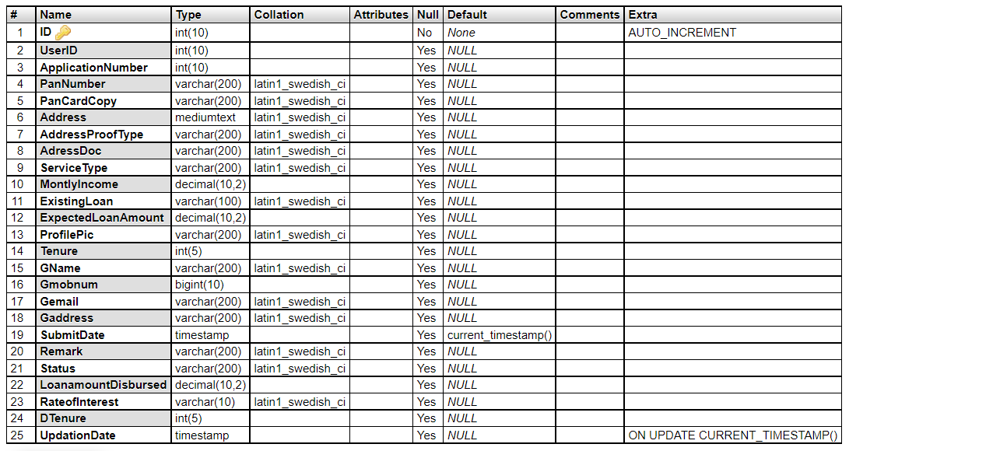 # Name Type Collation Attributes Null Default Comments Extra
1 ID int(10) No None AUTO_INCREMENT
2 UserID int(10) Yes NULL
3 ApplicationNumber int(10) Yes NULL
4 PanNumber varchar(200) latin1_swedish_ci Yes NULL
5 PanCardCopy varchar(200) latin1_swedish_ci Yes NULL
6 Address mediumtext latin1_swedish_ci Yes NULL
7 AddressProofType varchar(200) latin1_swedish_ci Yes NULL
8 AdressDoc varchar(200) latin1_swedish_ci Yes NULL
9 ServiceType varchar(200) latin1_swedish_ci Yes NULL
10 MontlyIncome decimal(10,2) Yes NULL
11 ExistingLoan varchar(100) latin1_swedish_ci Yes NULL
12 ExpectedLoanAmount decimal(10,2) Yes NULL
13 ProfilePic varchar(200) latin1_swedish_ci Yes NULL
14 Tenure int(5) Yes NULL
15 GName varchar(200) latin1_swedish_ci Yes NULL
16 Gmobnum bigint(10) Yes NULL
17 Gemail varchar(200) latin1_swedish_ci Yes NULL
18 Gaddress varchar(200) latin1_swedish_ci Yes NULL
19 SubmitDate timestamp Yes current_timestamp()
20 Remark varchar(200) latin1_swedish_ci Yes NULL
21 Status varchar(200) latin1_swedish_ci Yes NULL
22 LoanamountDisbursed decimal(10,2) Yes NULL
23 RateofInterest varchar(10) latin1_swedish_ci Yes NULL
24 DTenure int(5) Yes NULL
25 UpdationDate timestamp Yes NULL ON UPDATE CURRENT_TIMESTAMP()